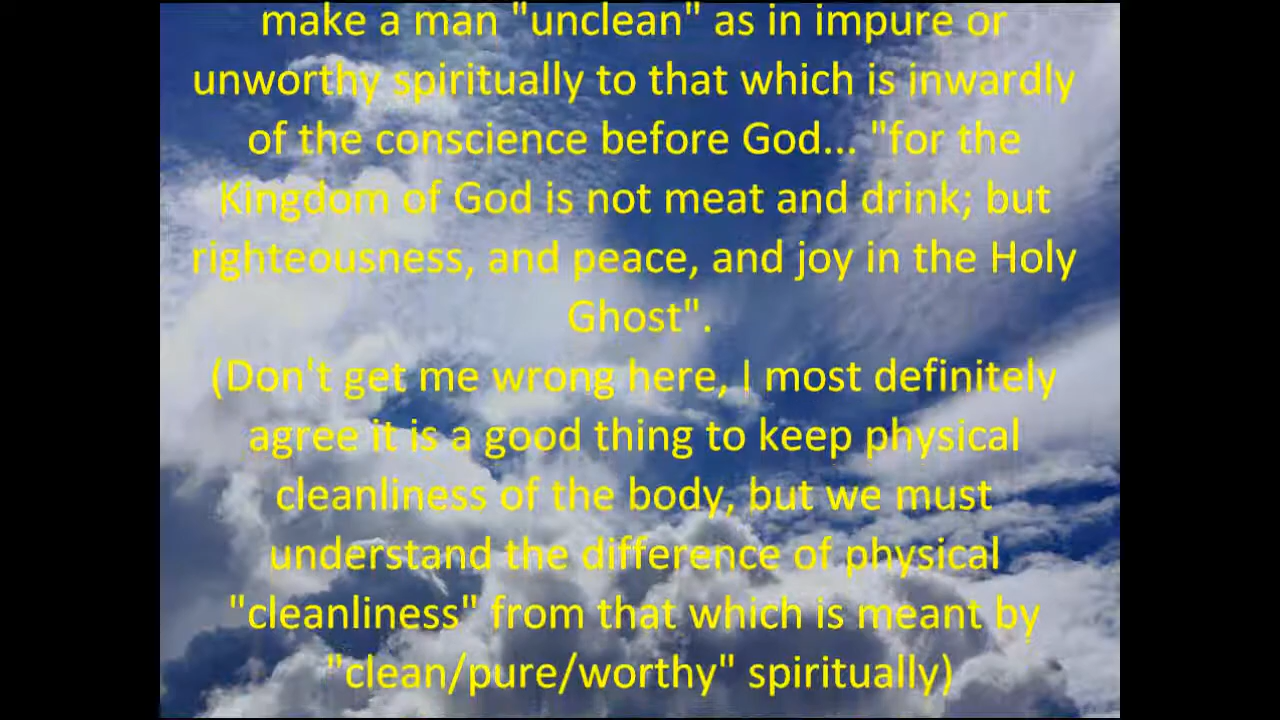 make a man "unclean" as in impure or
unworthy spiritually to that which is inwardly
of the conscience before God... "for the
Kingdom of God is not meat and drink; but
righteousness, and peace, and joy in the Holy
Ghost".
(Don't get me wrong here, I most definitely
agree it is a good thing to keep physical
cleanliness of the body, but we must
understand the difference of physical
"cleanliness" from that which is meant by
"clean/pure/worthy" spiritually)